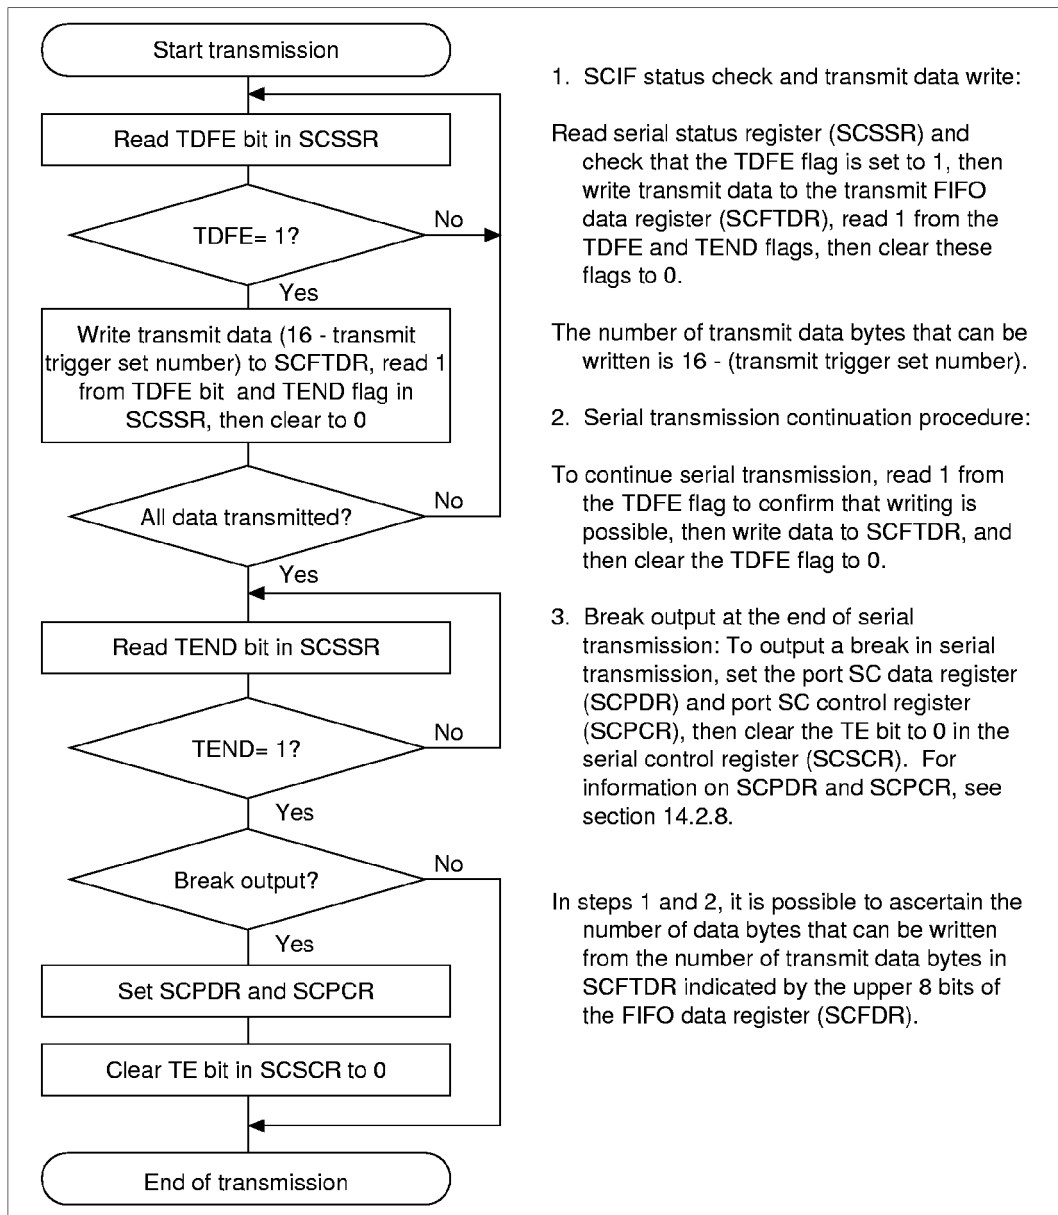 Start transmission
Read TDFE bit in SCSSR
TDFE= 1?
No
Yes
Write transmit data (16 - transmit
trigger set number) to SCFTDR, read 1
from TDFE bit  and TEND flag in
SCSSR, then clear to 0
All data transmitted?
No
Yes
Read TEND bit in SCSSR
TEND= 1?
No
Yes
Break output?
No
Yes
Set SCPDR and SCPCR
Clear TE bit in SCSCR to 0
End of transmission
1.  SCIF status check and transmit data write:
Read serial status register (SCSSR) and
check that the TDFE flag is set to 1, then
write transmit data to the transmit FIFO
data register (SCFTDR), read 1 from the
TDFE and TEND flags, then clear these
flags to 0.
The number of transmit data bytes that can be
written is 16 - (transmit trigger set number).
2.  Serial transmission continuation procedure:
To continue serial transmission, read 1 from
the TDFE flag to confirm that writing is
possible, then write data to SCFTDR, and
then clear the TDFE flag to 0.
3.  Break output at the end of serial
transmission: To output a break in serial
transmission, set the port SC data register
(SCPDR) and port SC control register
(SCPCR), then clear the TE bit to 0 in the
serial control register (SCSCR).  For
information on SCPDR and SCPCR, see
section 14.2.8.
In steps 1 and 2, it is possible to ascertain the
number of data bytes that can be written
from the number of transmit data bytes in
SCFTDR indicated by the upper 8 bits of
the FIFO data register (SCFDR).